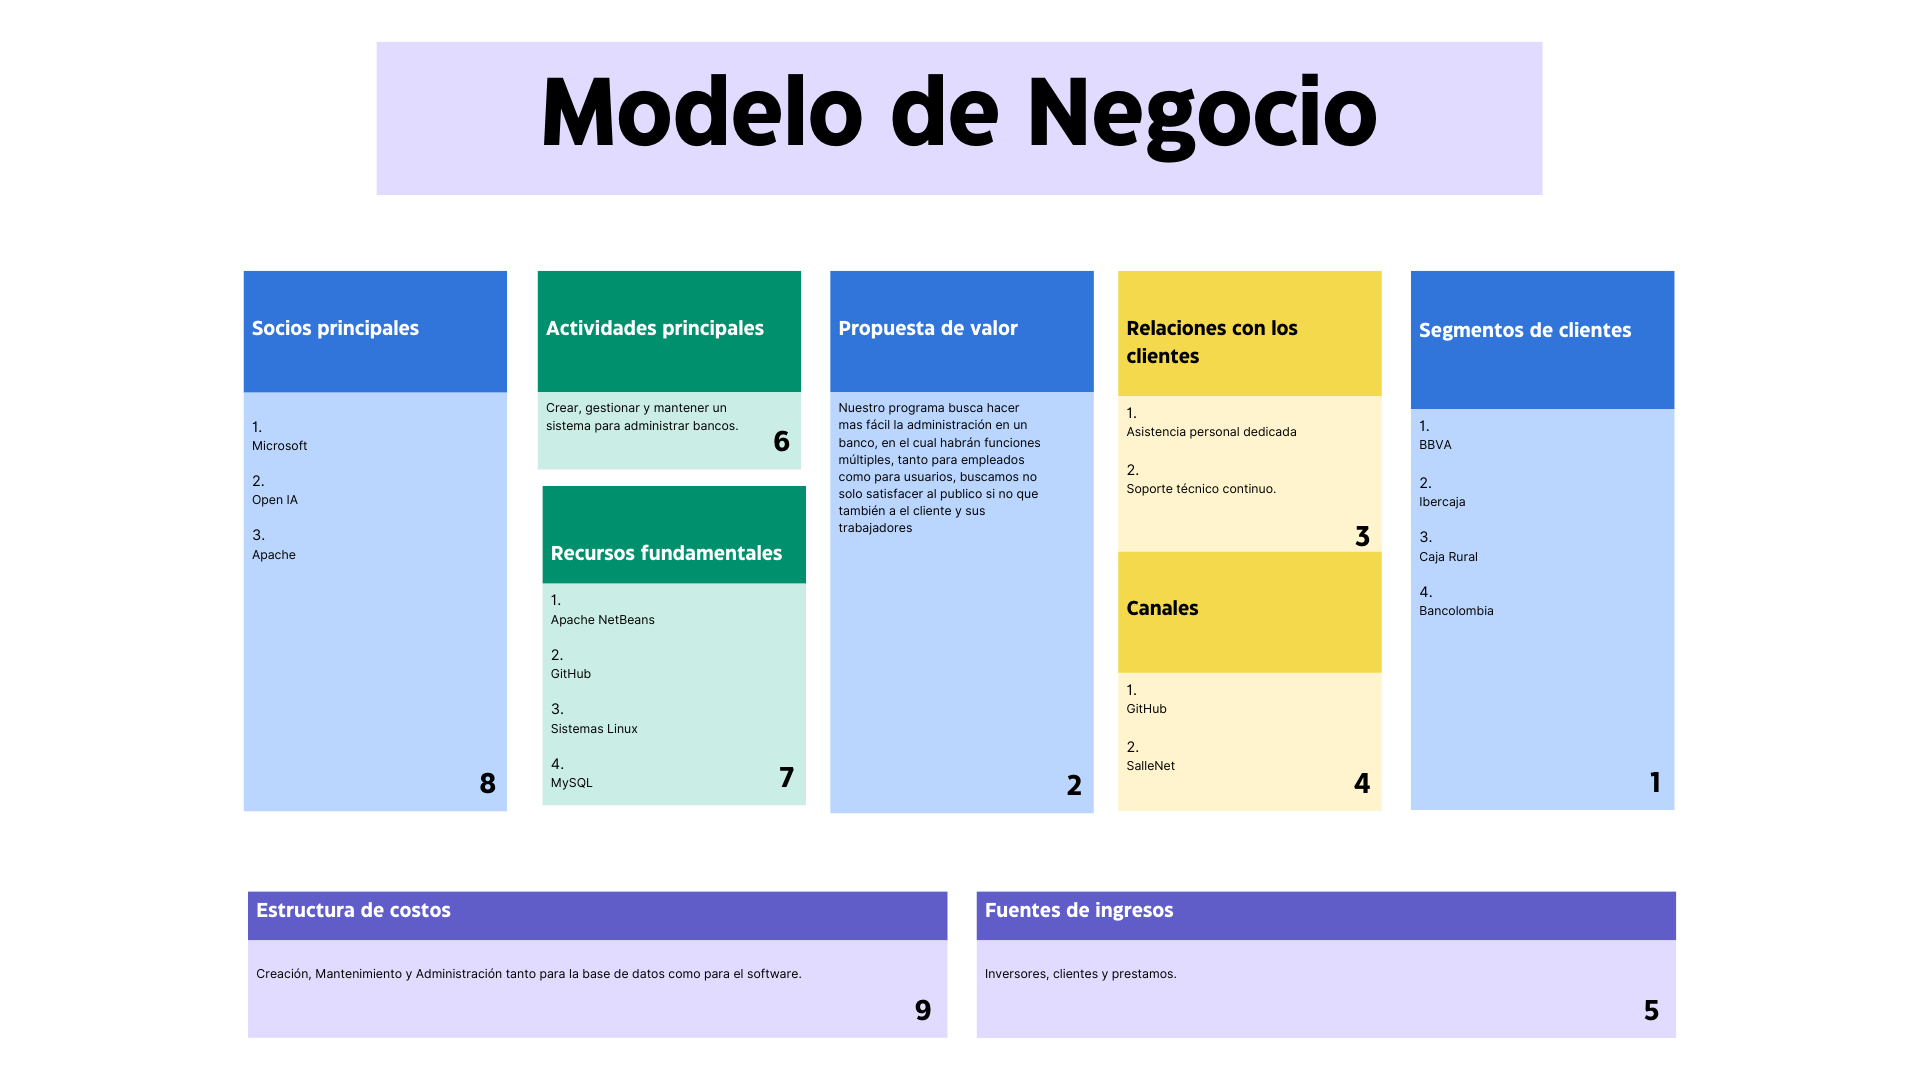 Modelo de Negocio
Socios principales
1.
Microsoft
2.
Open IA
3.
Apache
8
Actividades principales
Crear, gestionar y mantener un
sistema para administrar bancos.
6
Recursos fundamentales
1.
Apache NetBeans
2.
GitHub
3.
Sistemas Linux
4.
MySQL
7
Propuesta de valor
Nuestro programa busca hacer
mas fácil la administración en un
banco, en el cual habrán funciones
múltiples, tanto para empleados
como para usuarios, buscamos no
solo satisfacer al publico si no que
también a el cliente y sus
trabajadores
2
Relaciones con los
clientes
1.
Asistencia personal dedicada
2.
Soporte técnico continuo.
3
Canales
1.
GitHub
2.
SalleNet
4
Segmentos de clientes
1.
BBVA
2.
Ibercaja
3.
Caja Rural
4.
Bancolombia
1
Estructura de costos
Creación, Mantenimiento y Administración tanto para la base de datos como para el software.
9
Fuentes de ingresos
Inversores, clientes y prestamos.
5